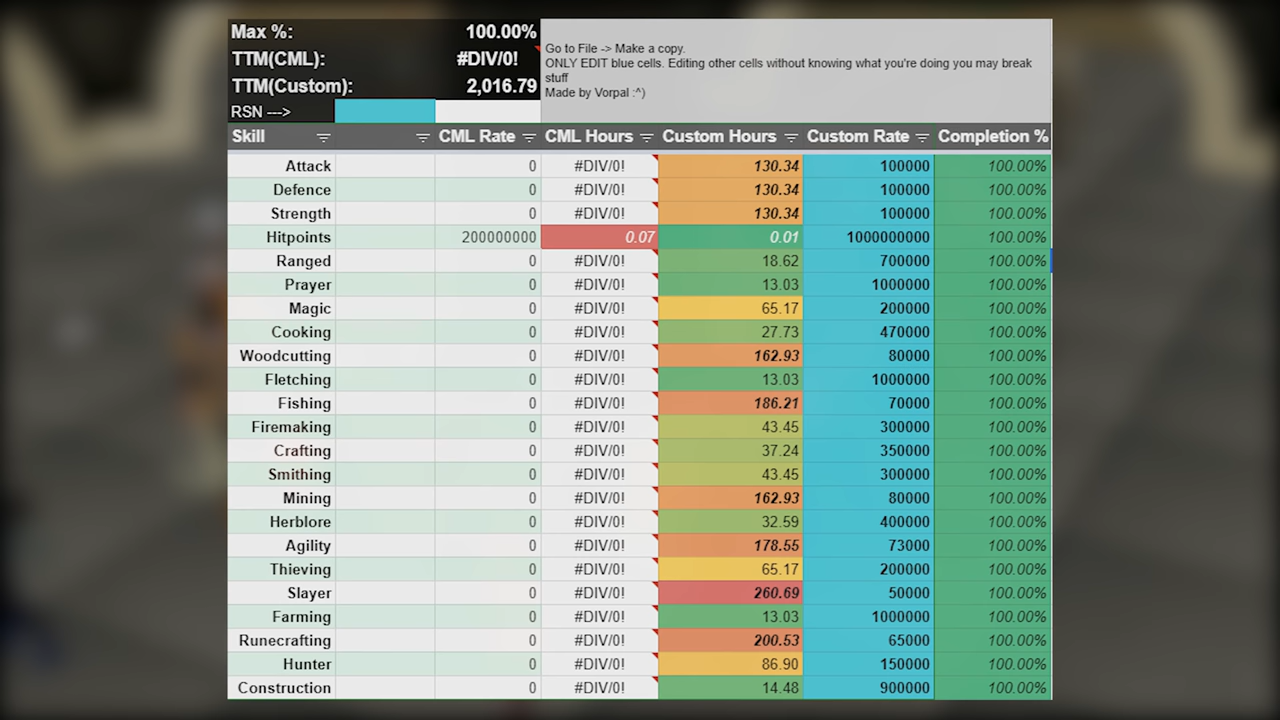 Max %: 100.00%
TTM(CML): #DIV/0!
TTM(Custom): 2,016.79
RSN --->
Go to File -> Make a copy.
ONLY EDIT blue cells. Editing other cells without knowing what you're doing you may break
stuff
Made by Vorpal :^)
Skill CML Rate CML Hours Custom Hours Custom Rate Completion %
Attack 0 #DIV/0! 130.34 100000 100.00%
Defence 0 #DIV/0! 130.34 100000 100.00%
Strength 0 #DIV/0! 130.34 100000 100.00%
Hitpoints 200000000 0.07 0.01 1000000000 100.00%
Ranged 0 #DIV/0! 18.62 700000 100.00%
Prayer 0 #DIV/0! 13.03 1000000 100.00%
Magic 0 #DIV/0! 65.17 200000 100.00%
Cooking 0 #DIV/0! 27.73 470000 100.00%
Woodcutting 0 #DIV/0! 162.93 80000 100.00%
Fletching 0 #DIV/0! 13.03 1000000 100.00%
Fishing 0 #DIV/0! 186.21 70000 100.00%
Firemaking 0 #DIV/0! 43.45 300000 100.00%
Crafting 0 #DIV/0! 37.24 350000 100.00%
Smithing 0 #DIV/0! 43.45 300000 100.00%
Mining 0 #DIV/0! 162.93 80000 100.00%
Herblore 0 #DIV/0! 32.59 400000 100.00%
Agility 0 #DIV/0! 178.55 73000 100.00%
Thieving 0 #DIV/0! 65.17 200000 100.00%
Slayer 0 #DIV/0! 260.69 50000 100.00%
Farming 0 #DIV/0! 13.03 1000000 100.00%
Runecrafting 0 #DIV/0! 200.53 65000 100.00%
Hunter 0 #DIV/0! 86.90 150000 100.00%
Construction 0 #DIV/0! 14.48 900000 100.00%